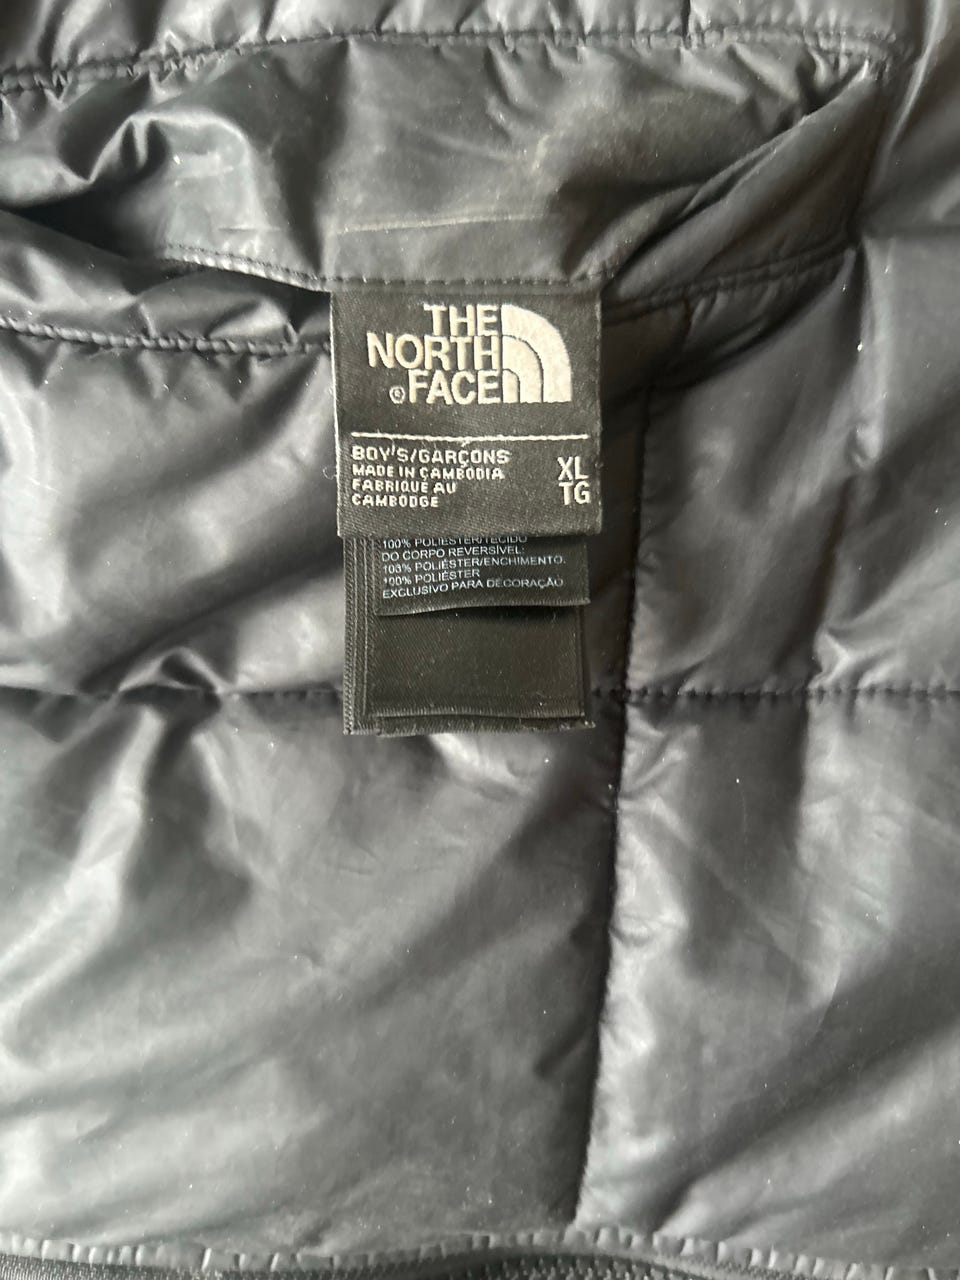 THE
NORTH
FACE
®
BOY'S/GARÇONS
MADE IN CAMBODIA
FABRIQUE AU
CAMBODGE
XL
TG
100% POLIÉSTER/TECIDO
DO CORPO REVERSÍVEL:
100% POLIÉSTER/ENCHIMENTO:
100% POLIÉSTER
EXCLUSIVO PARA DECORAÇÃO